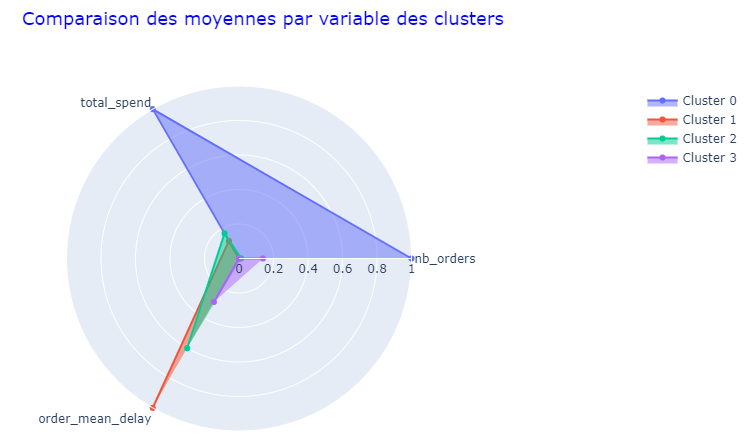 Comparaison des moyennes par variable des clusters
total_spend
nb_orders
order_mean_delay
0
0.2
0.4
0.6
0.8
1
Cluster 0
Cluster 1
Cluster 2
Cluster 3